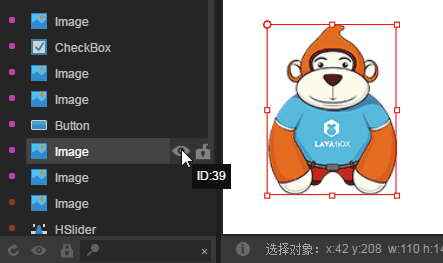 Image
CheckBox
Image
Image
Button
Image
ID:39
Image
Image
HSlider
LAYABOX
选择对象: x:42 y:208 w:110 h:14